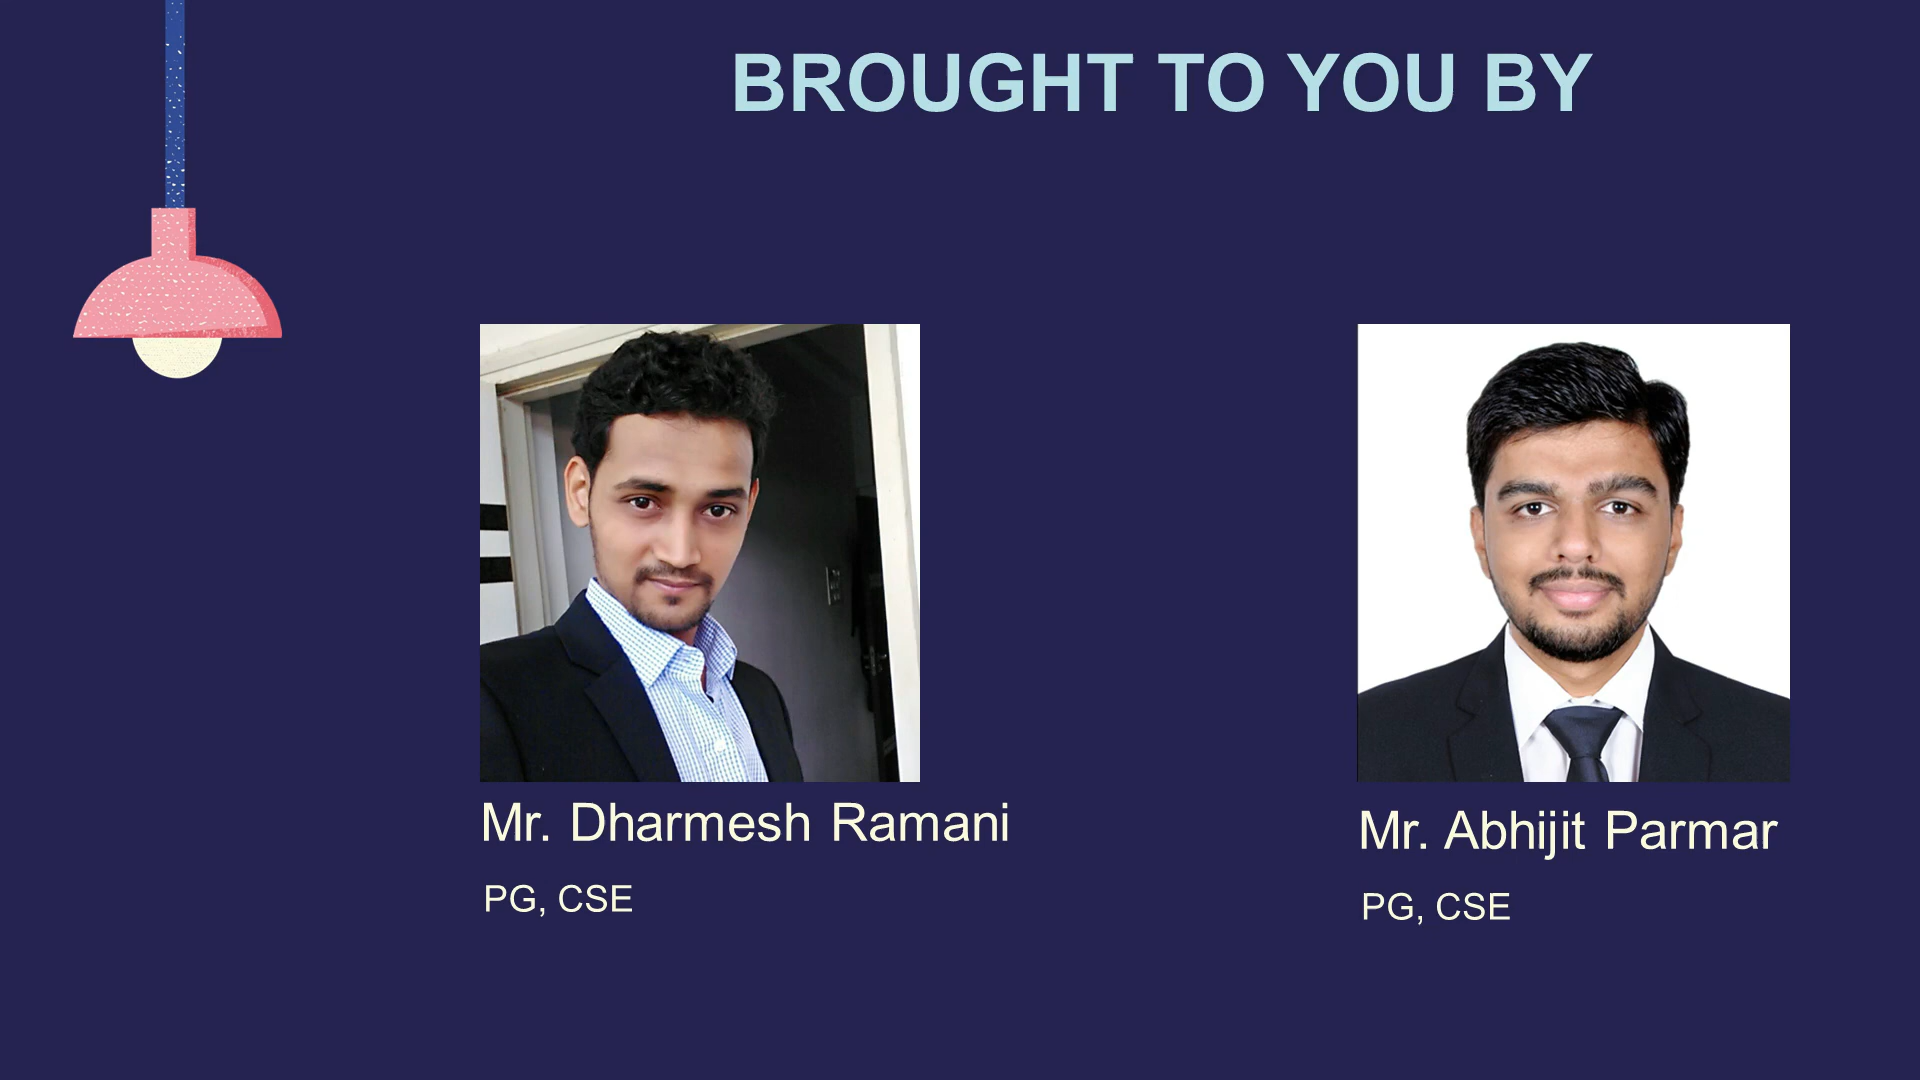 BROUGHT TO YOU BY
Mr. Dharmesh Ramani
PG, CSE
Mr. Abhijit Parmar
PG, CSE